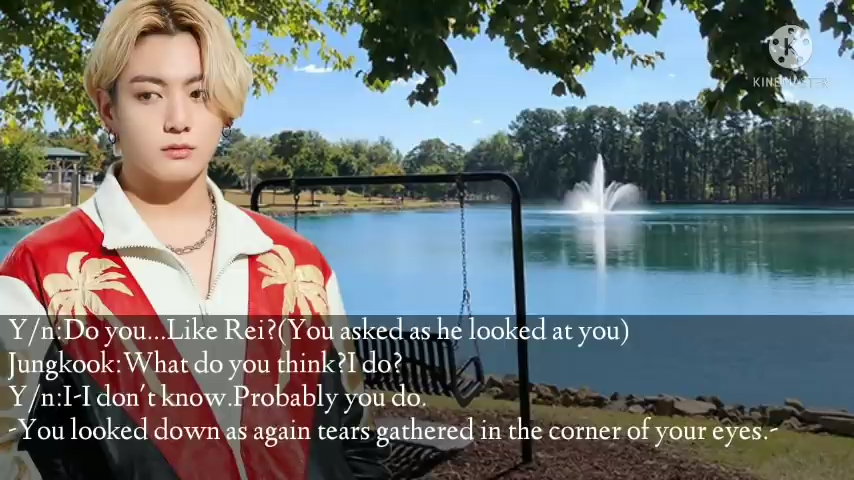 KINEMASTER
Y/n:Do you...Like Rei?(You asked as he looked at you)
Jungkook:What do you think?I do?
Y/n:I-I don't know.Probably you do.
-You looked down as again tears gathered in the corner of your eyes.-